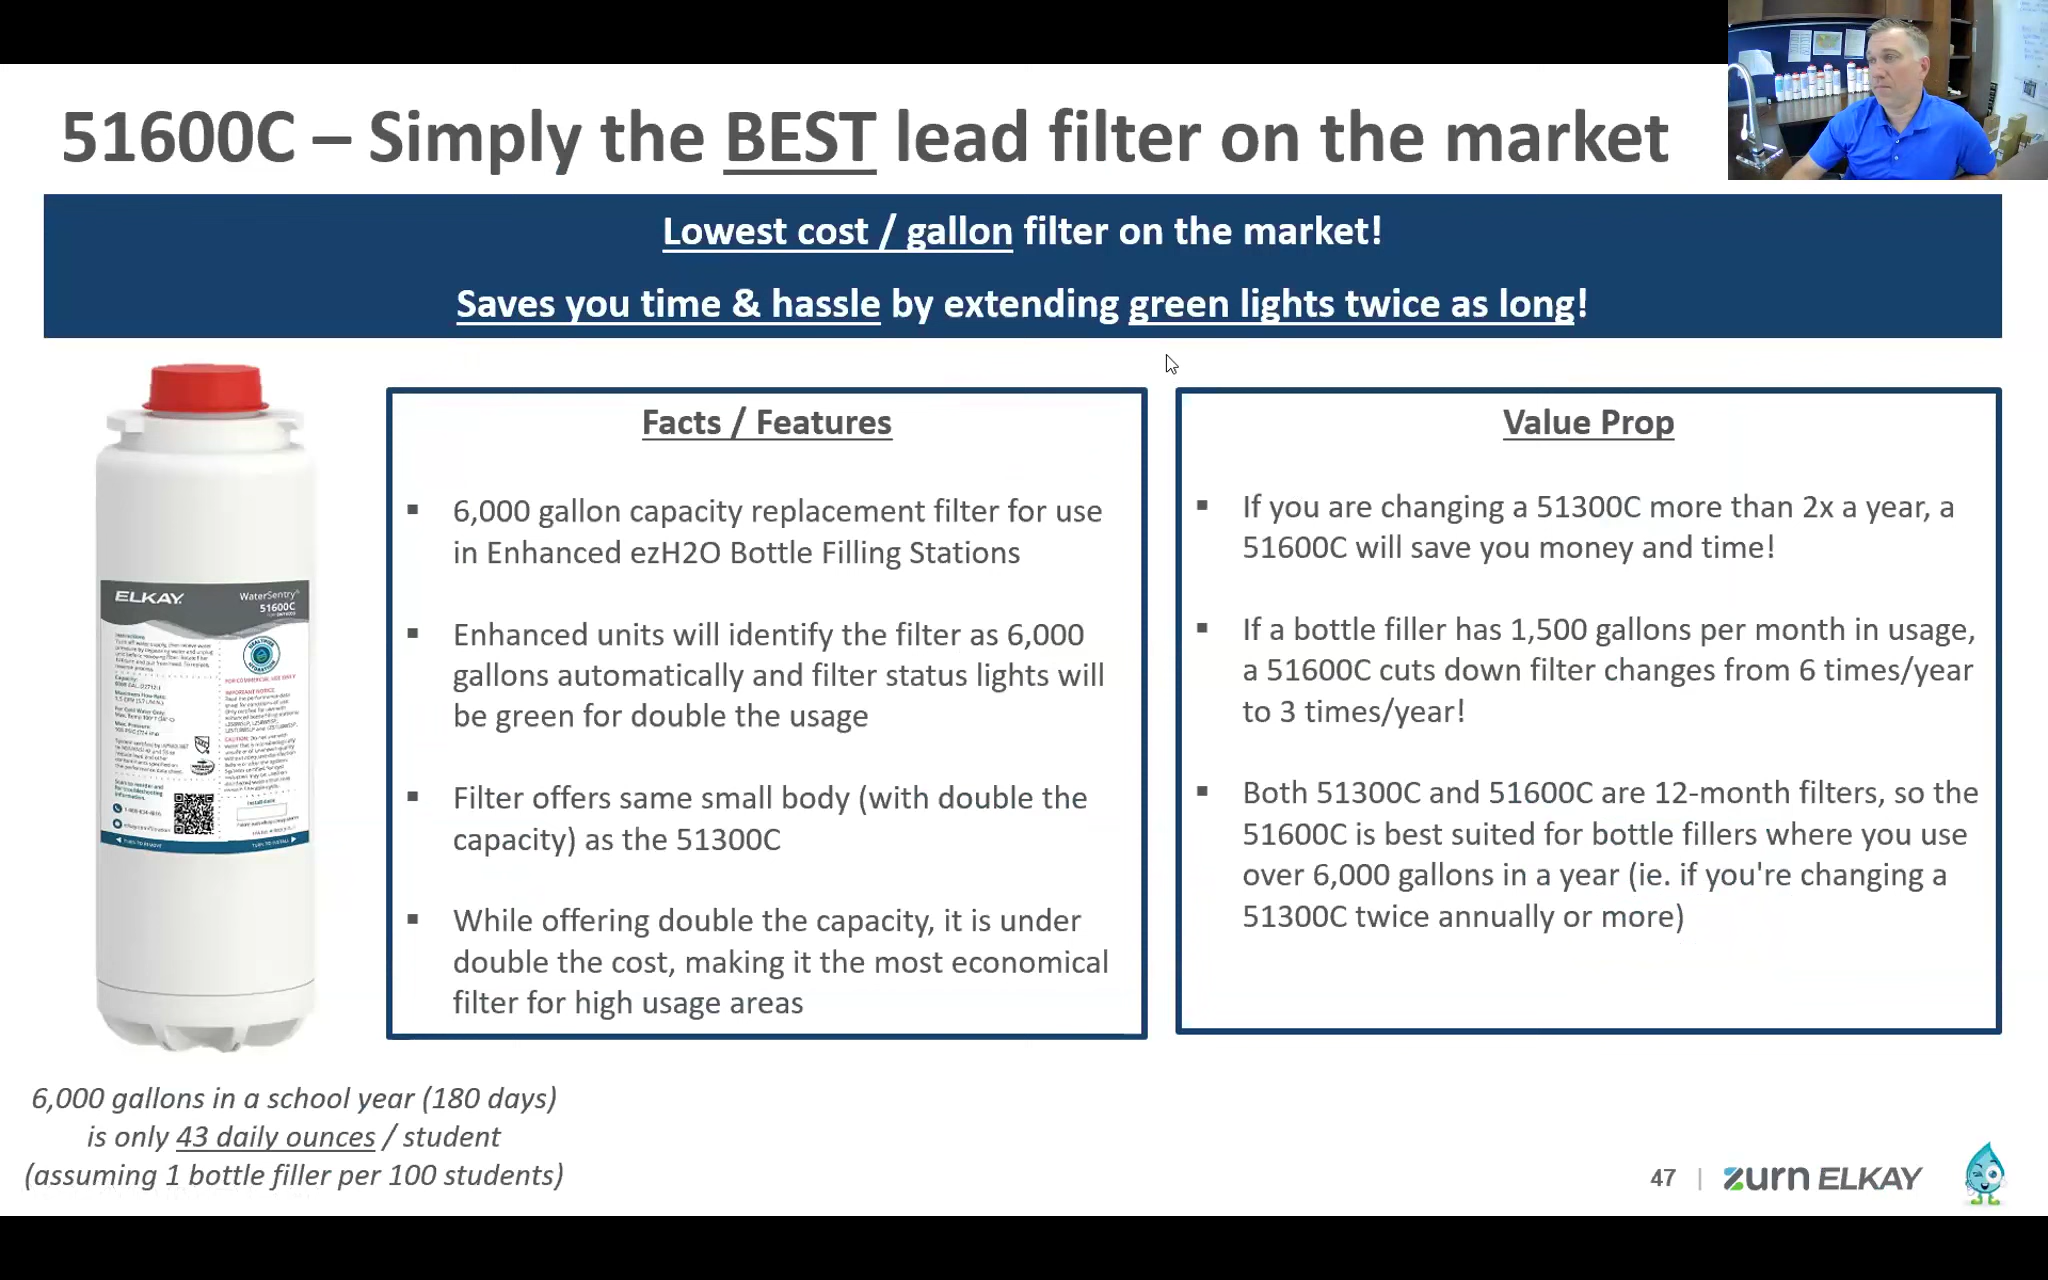 51600C – Simply the BEST lead filter on the market
Lowest cost / gallon filter on the market!
Saves you time & hassle by extending green lights twice as long!
ELKAY.
WaterSentry®
51600C
FOR COMMERCIAL USE ONLY
Facts / Features
▪ 6,000 gallon capacity replacement filter for use
in Enhanced ezH2O Bottle Filling Stations
▪ Enhanced units will identify the filter as 6,000
gallons automatically and filter status lights will
be green for double the usage
▪ Filter offers same small body (with double the
capacity) as the 51300C
▪ While offering double the capacity, it is under
double the cost, making it the most economical
filter for high usage areas
Value Prop
▪ If you are changing a 51300C more than 2x a year, a
51600C will save you money and time!
▪ If a bottle filler has 1,500 gallons per month in usage,
a 51600C cuts down filter changes from 6 times/year
to 3 times/year!
▪ Both 51300C and 51600C are 12-month filters, so the
51600C is best suited for bottle fillers where you use
over 6,000 gallons in a year (ie. if you're changing a
51300C twice annually or more)
6,000 gallons in a school year (180 days)
is only 43 daily ounces / student
(assuming 1 bottle filler per 100 students)
47 | zurn ELKAY